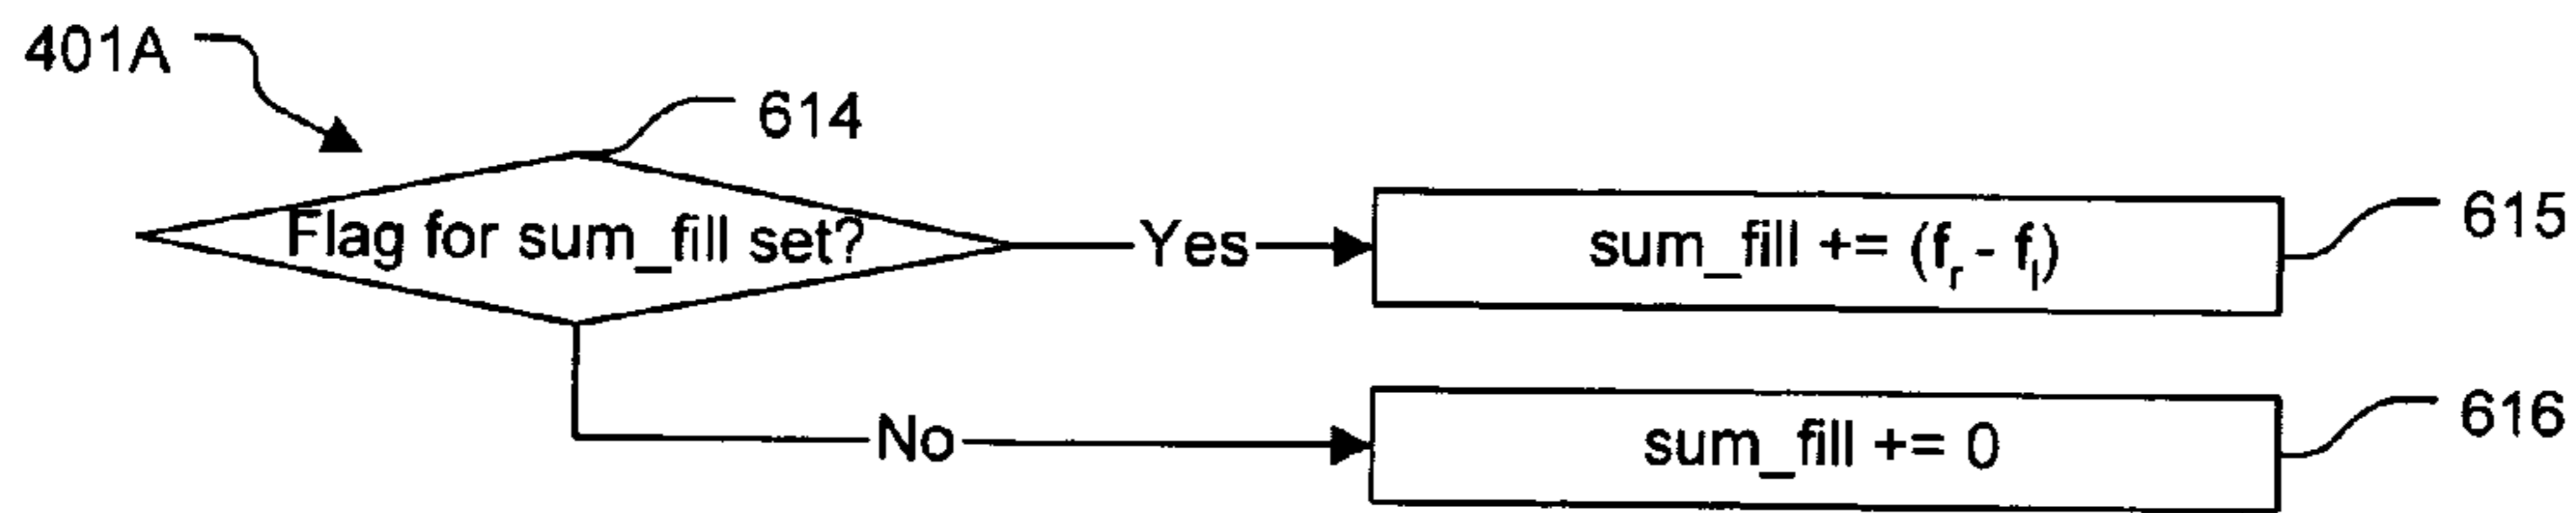 401A
614
Flag for sum_fill set?
Yes
sum_fill += (fr - fl)
615
No
sum_fill += 0
616